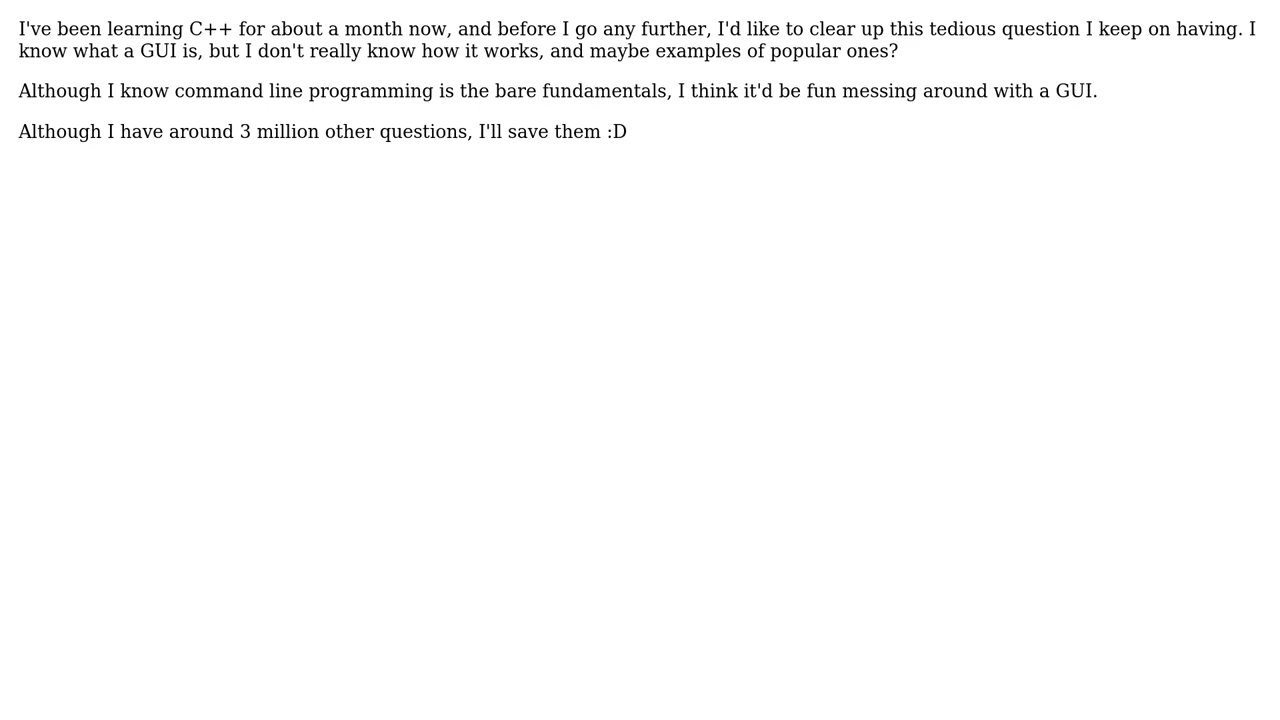 I've been learning C++ for about a month now, and before I go any further, I'd like to clear up this tedious question I keep on having. I
know what a GUI is, but I don't really know how it works, and maybe examples of popular ones?
Although I know command line programming is the bare fundamentals, I think it'd be fun messing around with a GUI.
Although I have around 3 million other questions, I'll save them :D